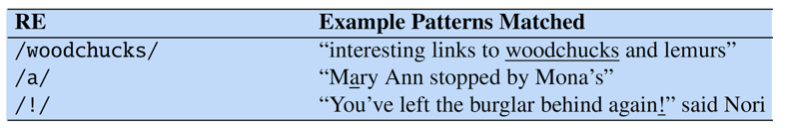 RE Example Patterns Matched
/woodchucks/ “interesting links to woodchucks and lemurs”
/a/ “Mary Ann stopped by Mona’s”
/!/ “You’ve left the burglar behind again!” said Nori